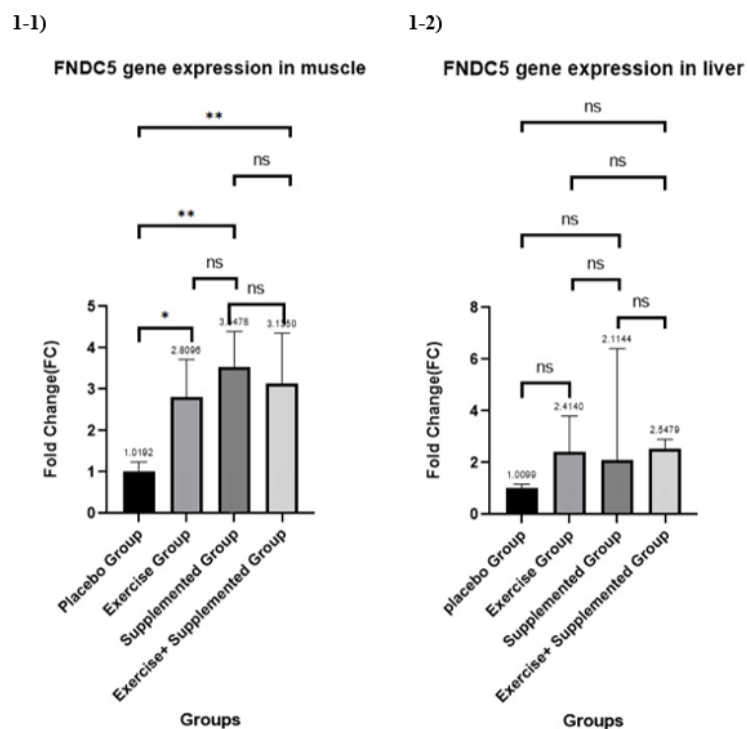 1-1)
FNDC5 gene expression in muscle
**
ns
**
ns
ns
*
5
4
3
2
1
0
Fold Change(FC)
1.0192
2.8096
Placebo Group
Exercise Group
Supplemented Group
Exercise+ Supplemented Group
Groups
1-2)
FNDC5 gene expression in liver
ns
ns
ns
ns
ns
ns
8
6
4
2
0
Fold Change(FC)
1.0099
2.4140
2.1144
2.5479
placebo Group
Exercise Group
Supplemented Group
Exercise+ Supplemented Group
Groups